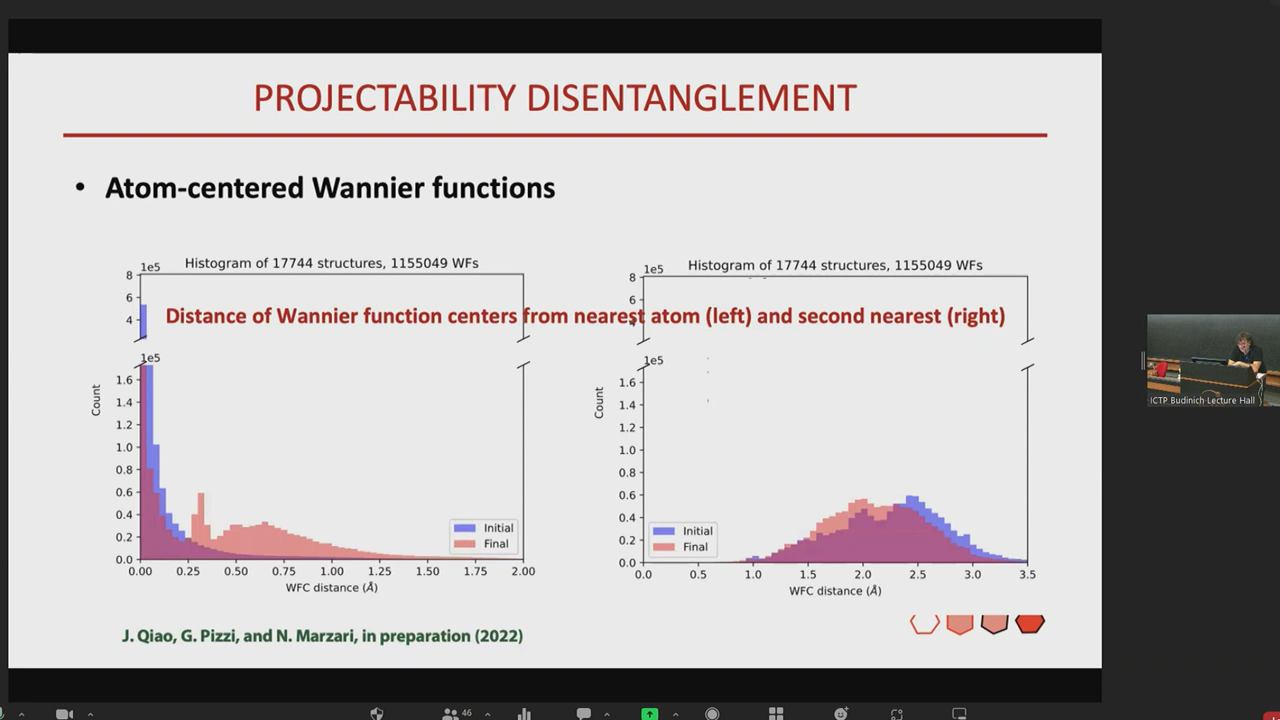 PROJECTABILITY DISENTANGLEMENT
• Atom-centered Wannier functions
Histogram of 17744 structures, 1155049 WFs
1e5
8
6
4
1e5
1.6
1.4
1.2
1.0
0.8
0.6
0.4
0.2
0.0
Count
0.00 0.25 0.50 0.75 1.00 1.25 1.50 1.75 2.00
WFC distance (Å)
Initial
Final
Distance of Wannier function centers from nearest atom (left) and second nearest (right)
Histogram of 17744 structures, 1155049 WFs
1e5
8
6
1e5
1.6
1.4
1.2
1.0
0.8
0.6
0.4
0.2
0.0
Count
0.0 0.5 1.0 1.5 2.0 2.5 3.0 3.5
WFC distance (Å)
Initial
Final
J. Qiao, G. Pizzi, and N. Marzari, in preparation (2022)
ICTP Budinich Lecture Hall
46